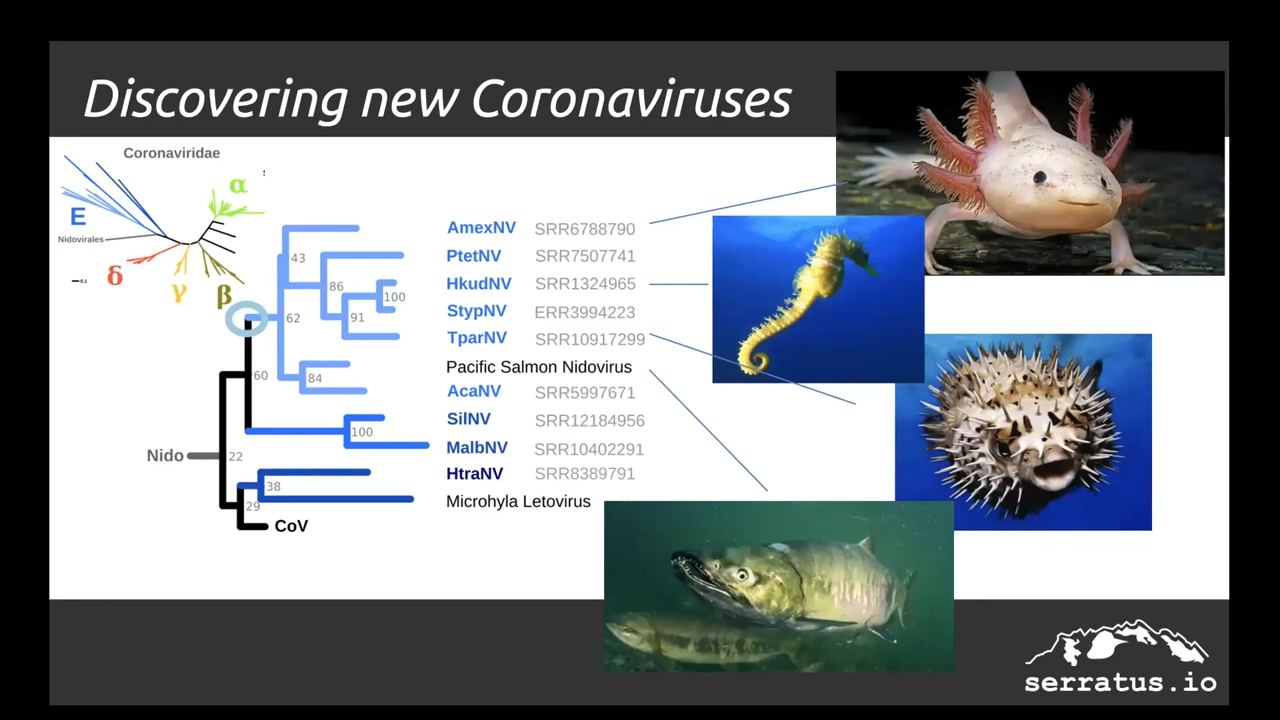 Discovering new Coronaviruses
Coronaviridae
α
E
Nidovirales
δ
γ
β
0.1
AmexNV SRR6788790
43
PtetNV SRR7507741
86
HkudNV SRR1324965
100
StypNV ERR3994223
62
91
TparNV SRR10917299
Pacific Salmon Nidovirus
60
84
AcaNV SRR5997671
SilNV SRR12184956
100
MalbNV SRR10402291
Nido
22
HtraNV SRR8389791
38
Microhyla Letovirus
29
CoV
serratus.io